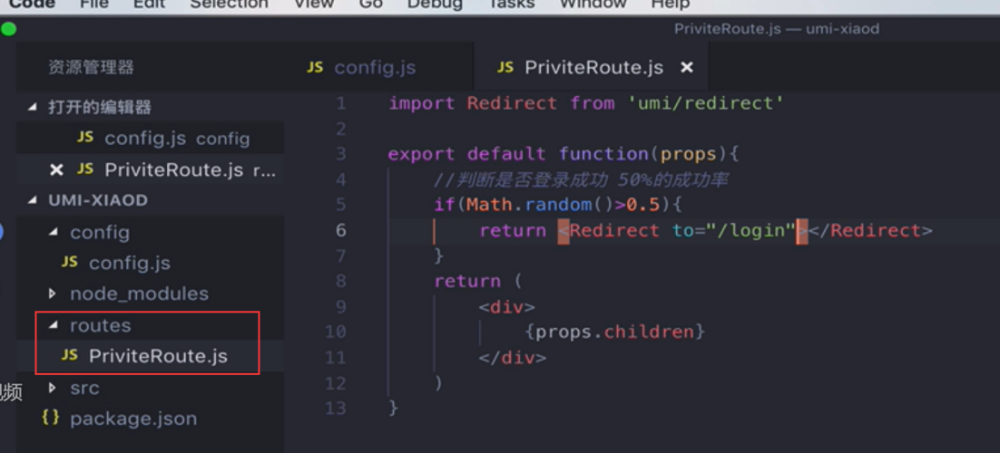 Code File Edit Selection View Go Debug Tasks Window Help
PriviteRoute.js — umi-xiaod
资源管理器
打开的编辑器
JS config.js config
× JS PriviteRoute.js r...
UMI-XIAOD
config
JS config.js
node_modules
routes
JS PriviteRoute.js
视频
src
{} package.json
JS config.js JS PriviteRoute.js ×
1 import Redirect from 'umi/redirect'
2
3 export default function(props){
4 //判断是否登录成功 50%的成功率
5 if(Math.random()>0.5){
6 return <Redirect to="/login"></Redirect>
7 }
8 return (
9 <div>
10 {props.children}
11 </div>
12 )
13 }